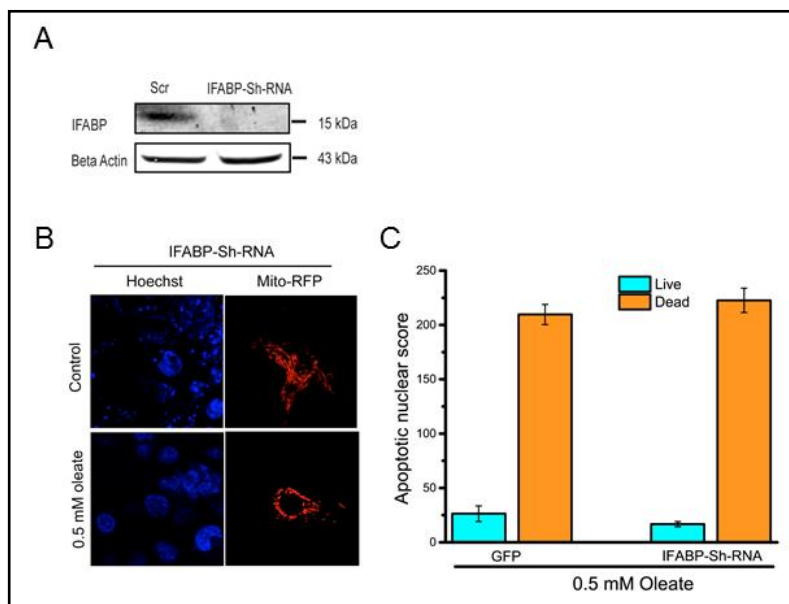 A
Scr IFABP-Sh-RNA
IFABP
15 kDa
Beta Actin
43 kDa
B
IFABP-Sh-RNA
Hoechst Mito-RFP
Control
0.5 mM oleate
C
Apoptotic nuclear score
250
200
150
100
50
25
0
Live
Dead
GFP IFABP-Sh-RNA
0.5 mM Oleate